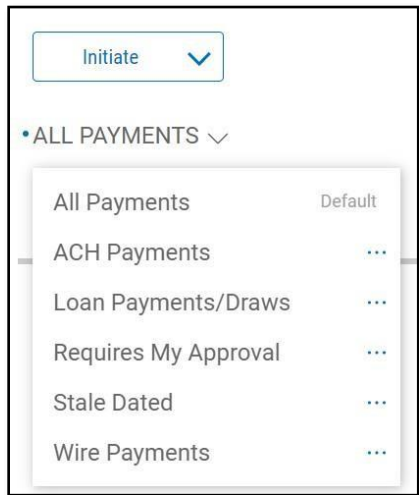 Initiate
ALL PAYMENTS
All Payments Default
ACH Payments
Loan Payments/Draws
Requires My Approval
Stale Dated
Wire Payments